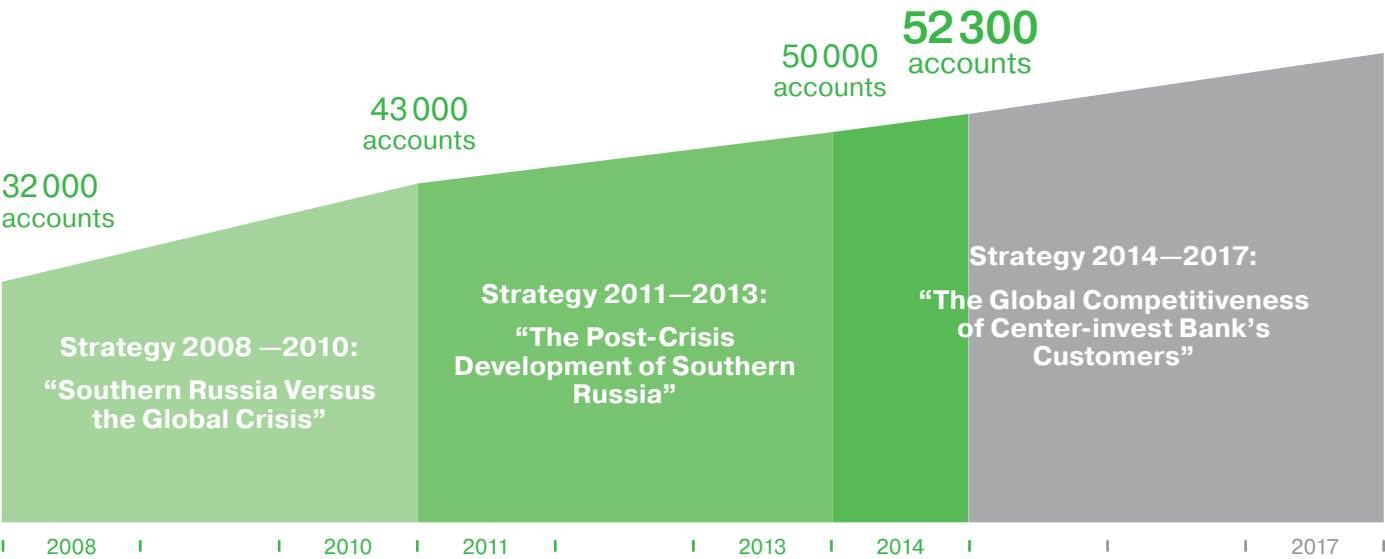 32 000
accounts
43 000
accounts
50 000
accounts
52 300
accounts
Strategy 2008 —2010:
“Southern Russia Versus
the Global Crisis”
Strategy 2011—2013:
“The Post-Crisis
Development of Southern
Russia”
Strategy 2014—2017:
“The Global Competitiveness
of Center-invest Bank’s
Customers”
2008
2010
2011
2013
2014
2017